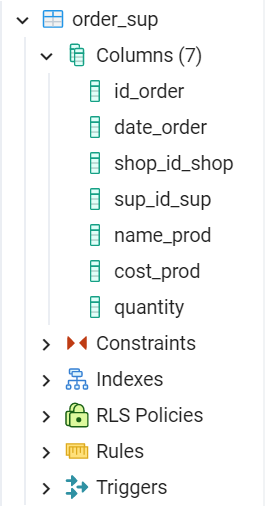 order_sup
Columns (7)
id_order
date_order
shop_id_shop
sup_id_sup
name_prod
cost_prod
quantity
Constraints
Indexes
RLS Policies
Rules
Triggers